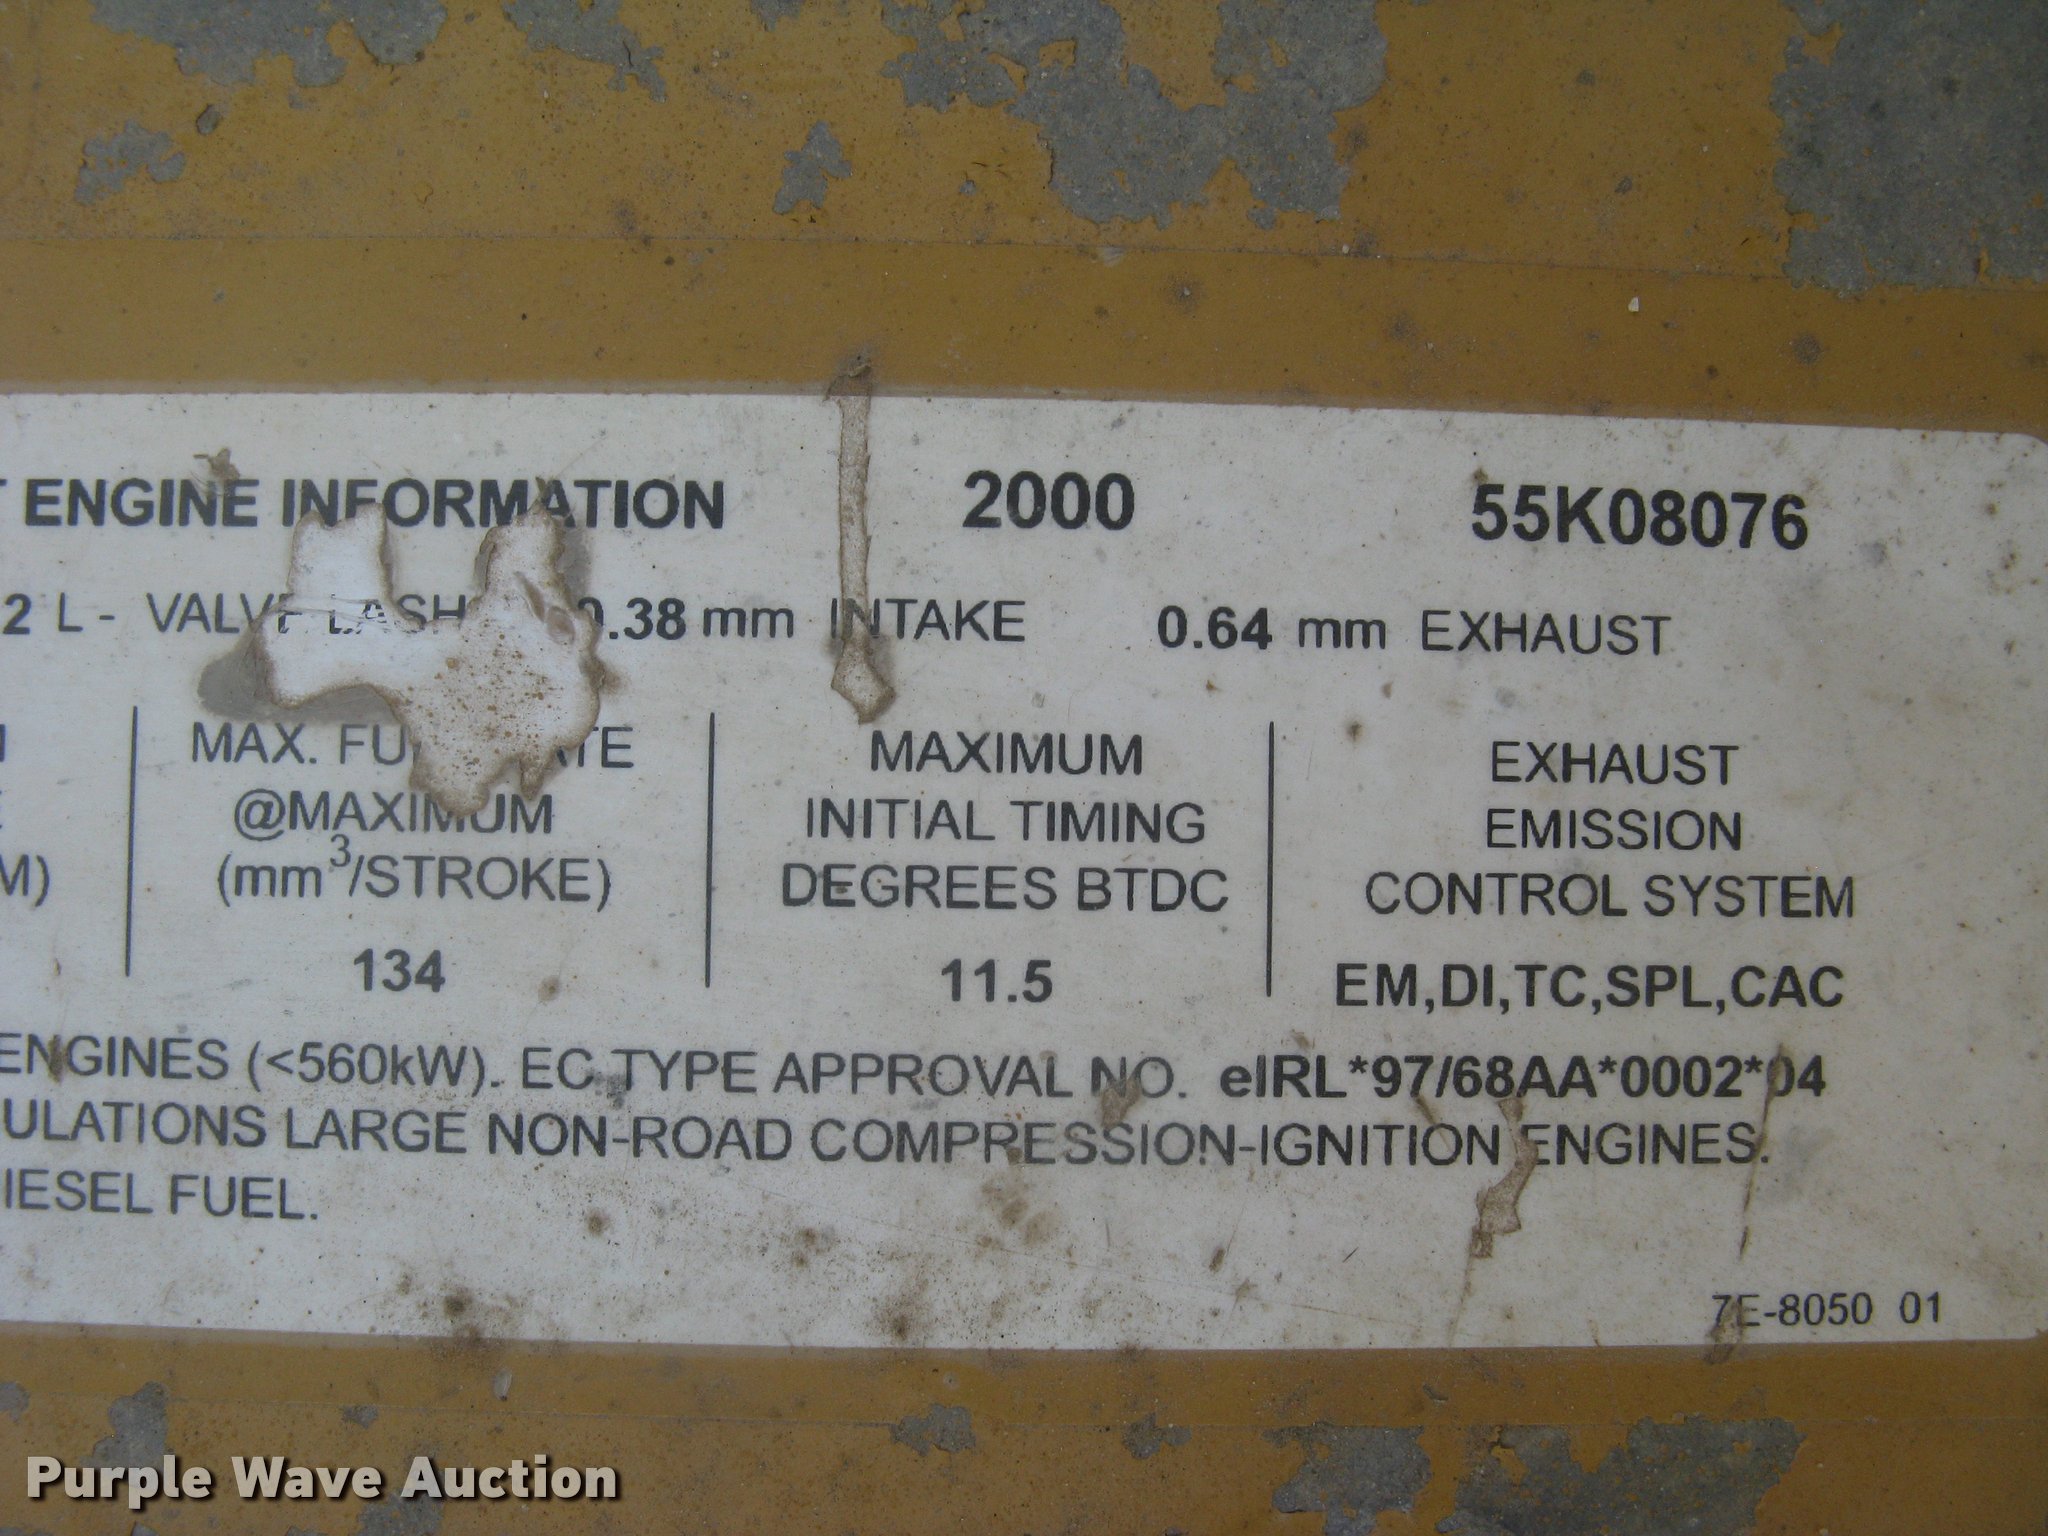 ENGINE INFORMATION 2000 55K08076
2 L - VALVE LASH 0.38 mm INTAKE 0.64 mm EXHAUST
MAX. MAXIMUM EXHAUST
@MAXIMUM INITIAL TIMING EMISSION
(mm³/STROKE) DEGREES BTDC CONTROL SYSTEM
134 11.5 EM,DI,TC,SPL,CAC
ENGINES (<560kW). EC TYPE APPROVAL NO. eIRL*97/68AA*0002*04
ULATIONS LARGE NON-ROAD COMPRESSION-IGNITION ENGINES.
IESEL FUEL.
7E-8050 01
Purple Wave Auction